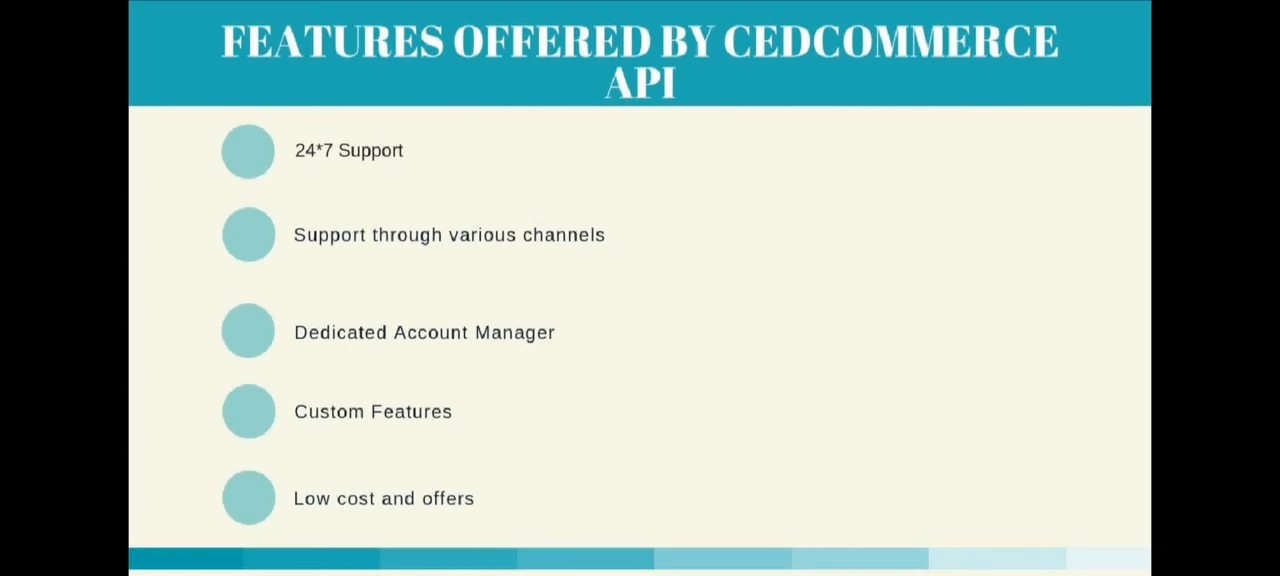 FEATURES OFFERED BY CEDCOMMERCE
API
24*7 Support
Support through various channels
Dedicated Account Manager
Custom Features
Low cost and offers